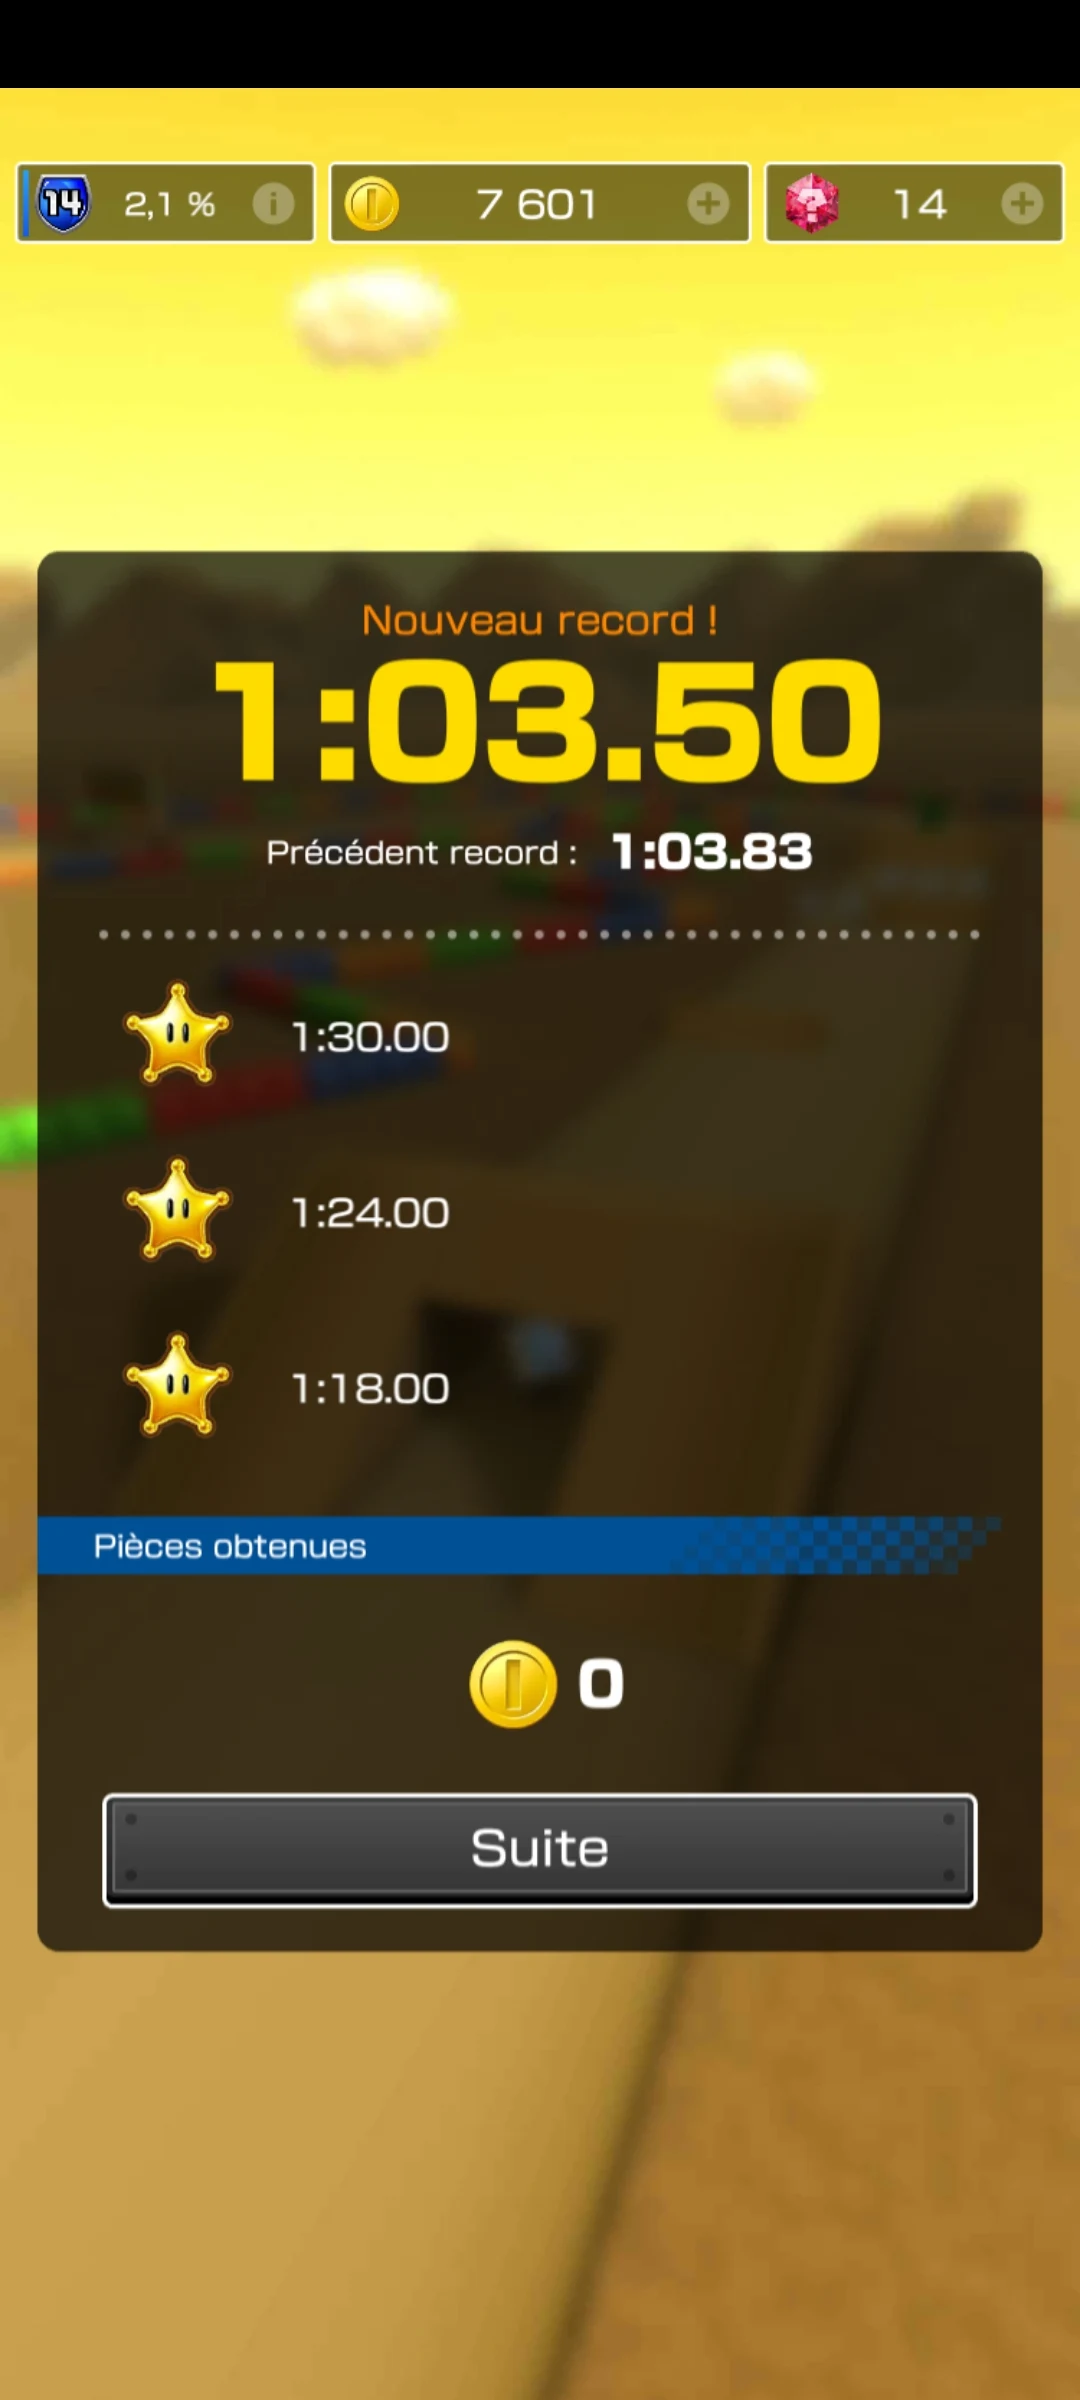 14 2,1 % i 7 601 + ? 14 +
Nouveau record !
1:03.50
Précédent record : 1:03.83
1:30.00
1:24.00
1:18.00
Pièces obtenues
0
Suite